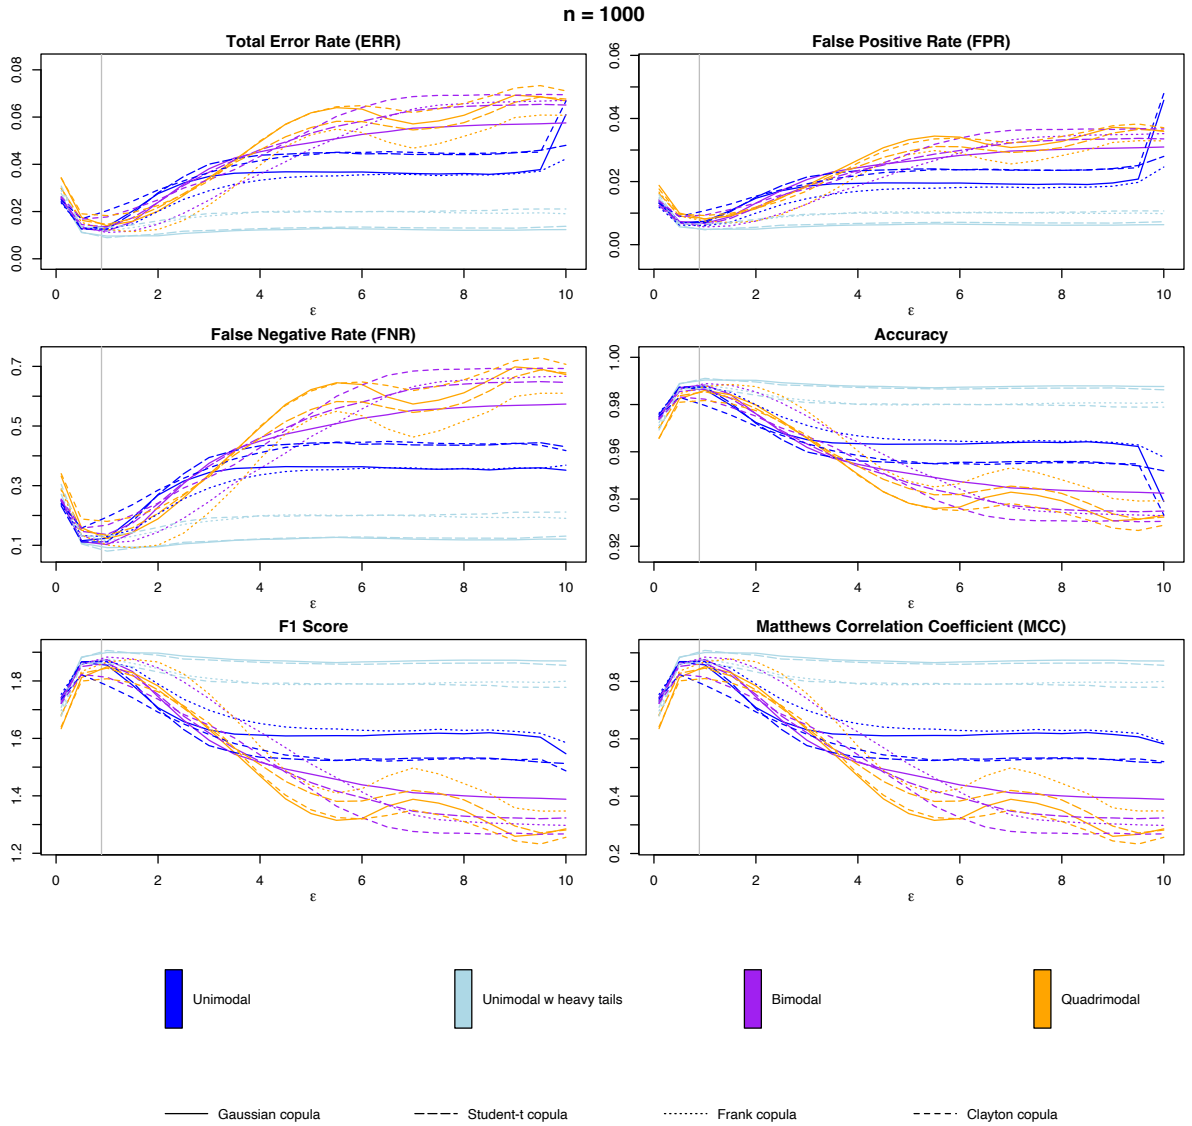 n = 1000
Total Error Rate (ERR)
0.00 0.02 0.04 0.06 0.08
0 2 4 6 8 10
ε
False Positive Rate (FPR)
0.00 0.02 0.04 0.06
0 2 4 6 8 10
ε
False Negative Rate (FNR)
0.1 0.3 0.5 0.7
0 2 4 6 8 10
ε
Accuracy
0.92 0.94 0.96 0.98 1.00
0 2 4 6 8 10
ε
F1 Score
1.2 1.4 1.6 1.8
0 2 4 6 8 10
ε
Matthews Correlation Coefficient (MCC)
0.2 0.4 0.6 0.8
0 2 4 6 8 10
ε
Unimodal Unimodal w heavy tails Bimodal Quadrimodal
Gaussian copula Student-t copula Frank copula Clayton copula